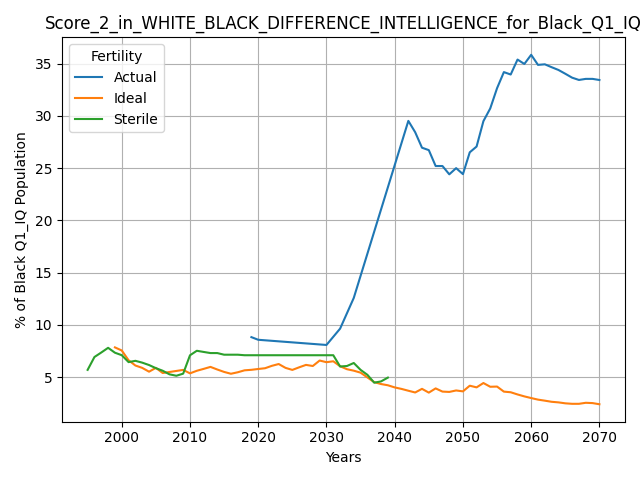 Score_2_in_WHITE_BLACK_DIFFERENCE_INTELLIGENCE_for_Black_Q1_IQ
Fertility
Actual
Ideal
Sterile
% of Black Q1_IQ Population
35
30
25
20
15
10
5
2000 2010 2020 2030 2040 2050 2060 2070
Years